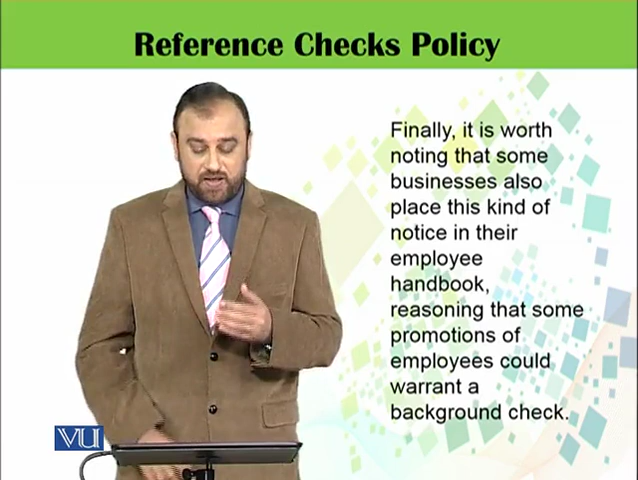 Reference Checks Policy
Finally, it is worth
noting that some
businesses also
place this kind of
notice in their
employee
handbook,
reasoning that some
promotions of
employees could
warrant a
background check.
VU